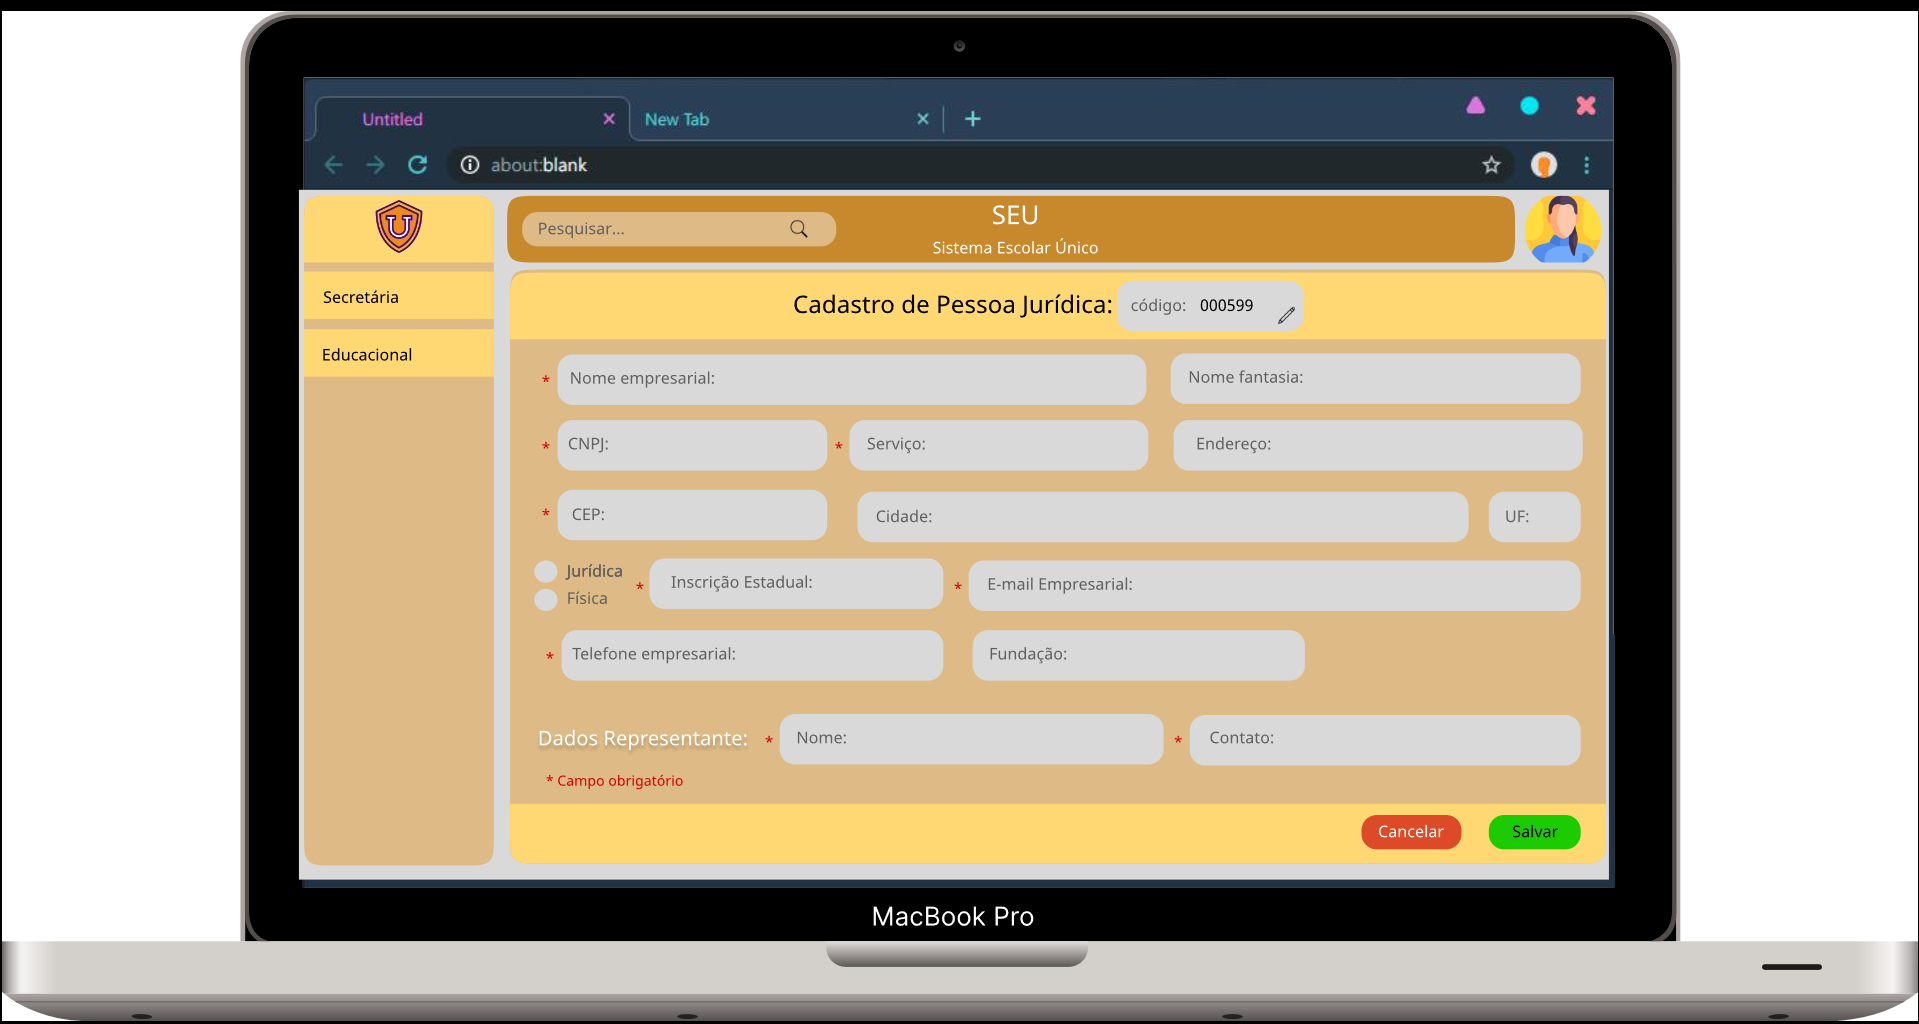 Untitled
New Tab
about:blank
U
Pesquisar...
SEU
Sistema Escolar Único
Secretária
Educacional
Cadastro de Pessoa Jurídica: código: 000599
* Nome empresarial: Nome fantasia:
* CNPJ: * Serviço: Endereço:
* CEP: Cidade: UF:
Jurídica
Física
* Inscrição Estadual: * E-mail Empresarial:
* Telefone empresarial: Fundação:
Dados Representante: * Nome: * Contato:
* Campo obrigatório
Cancelar Salvar
MacBook Pro